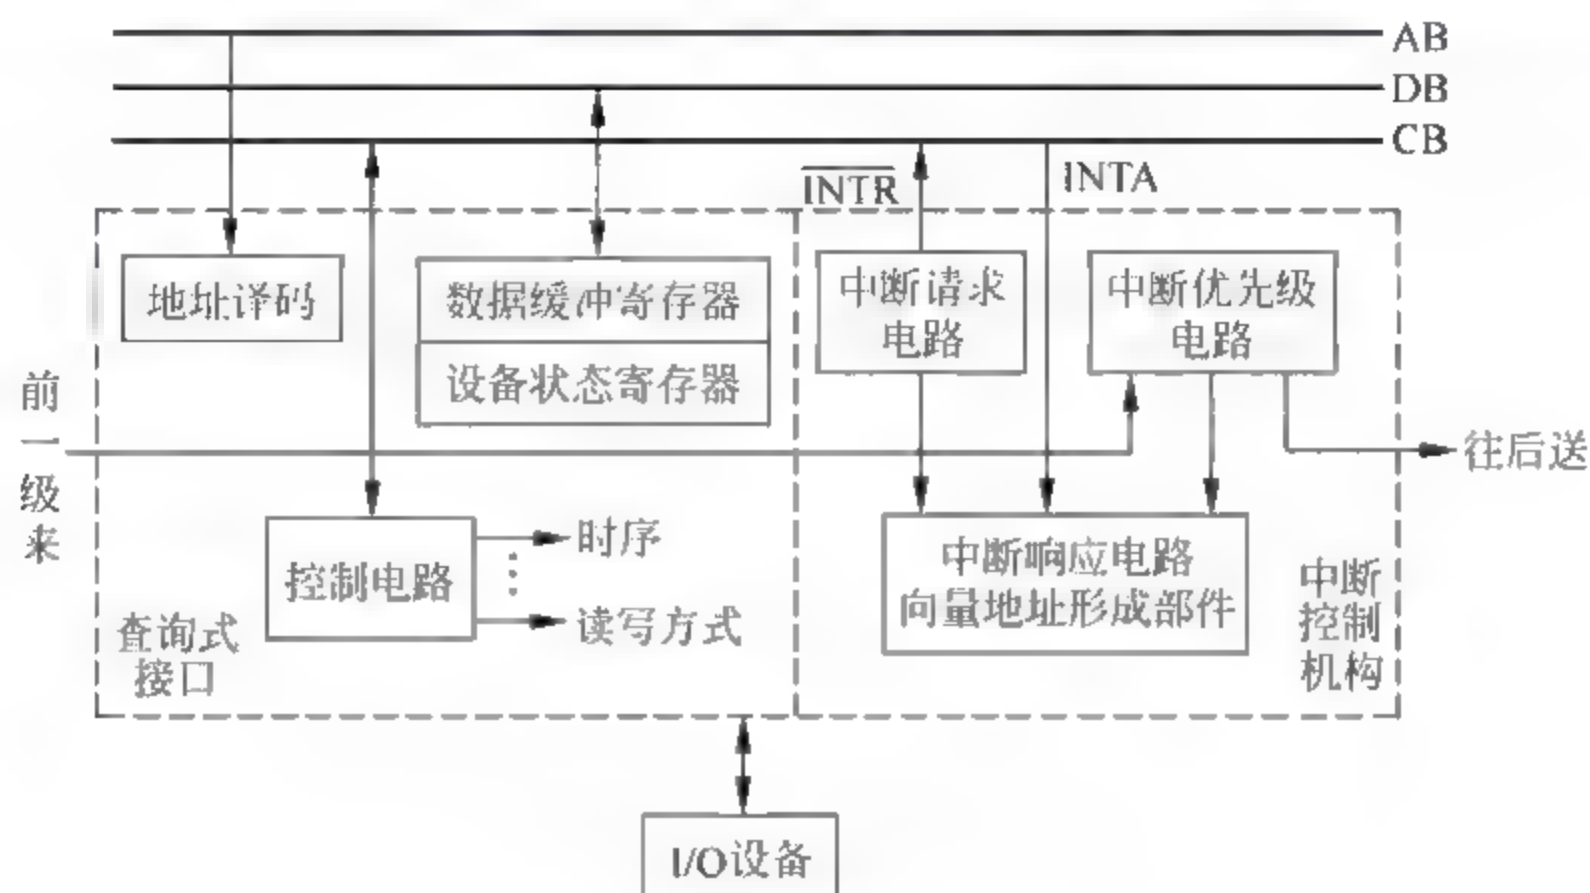 AB
DB
CB
INTR
INTA
地址译码
数据缓冲寄存器
设备状态寄存器
中断请求
电路
中断优先级
电路
前一级来
往后送
控制电路
时序
读写方式
查询式
接口
中断响应电路
向量地址形成部件
中断
控制
机构
I/O设备